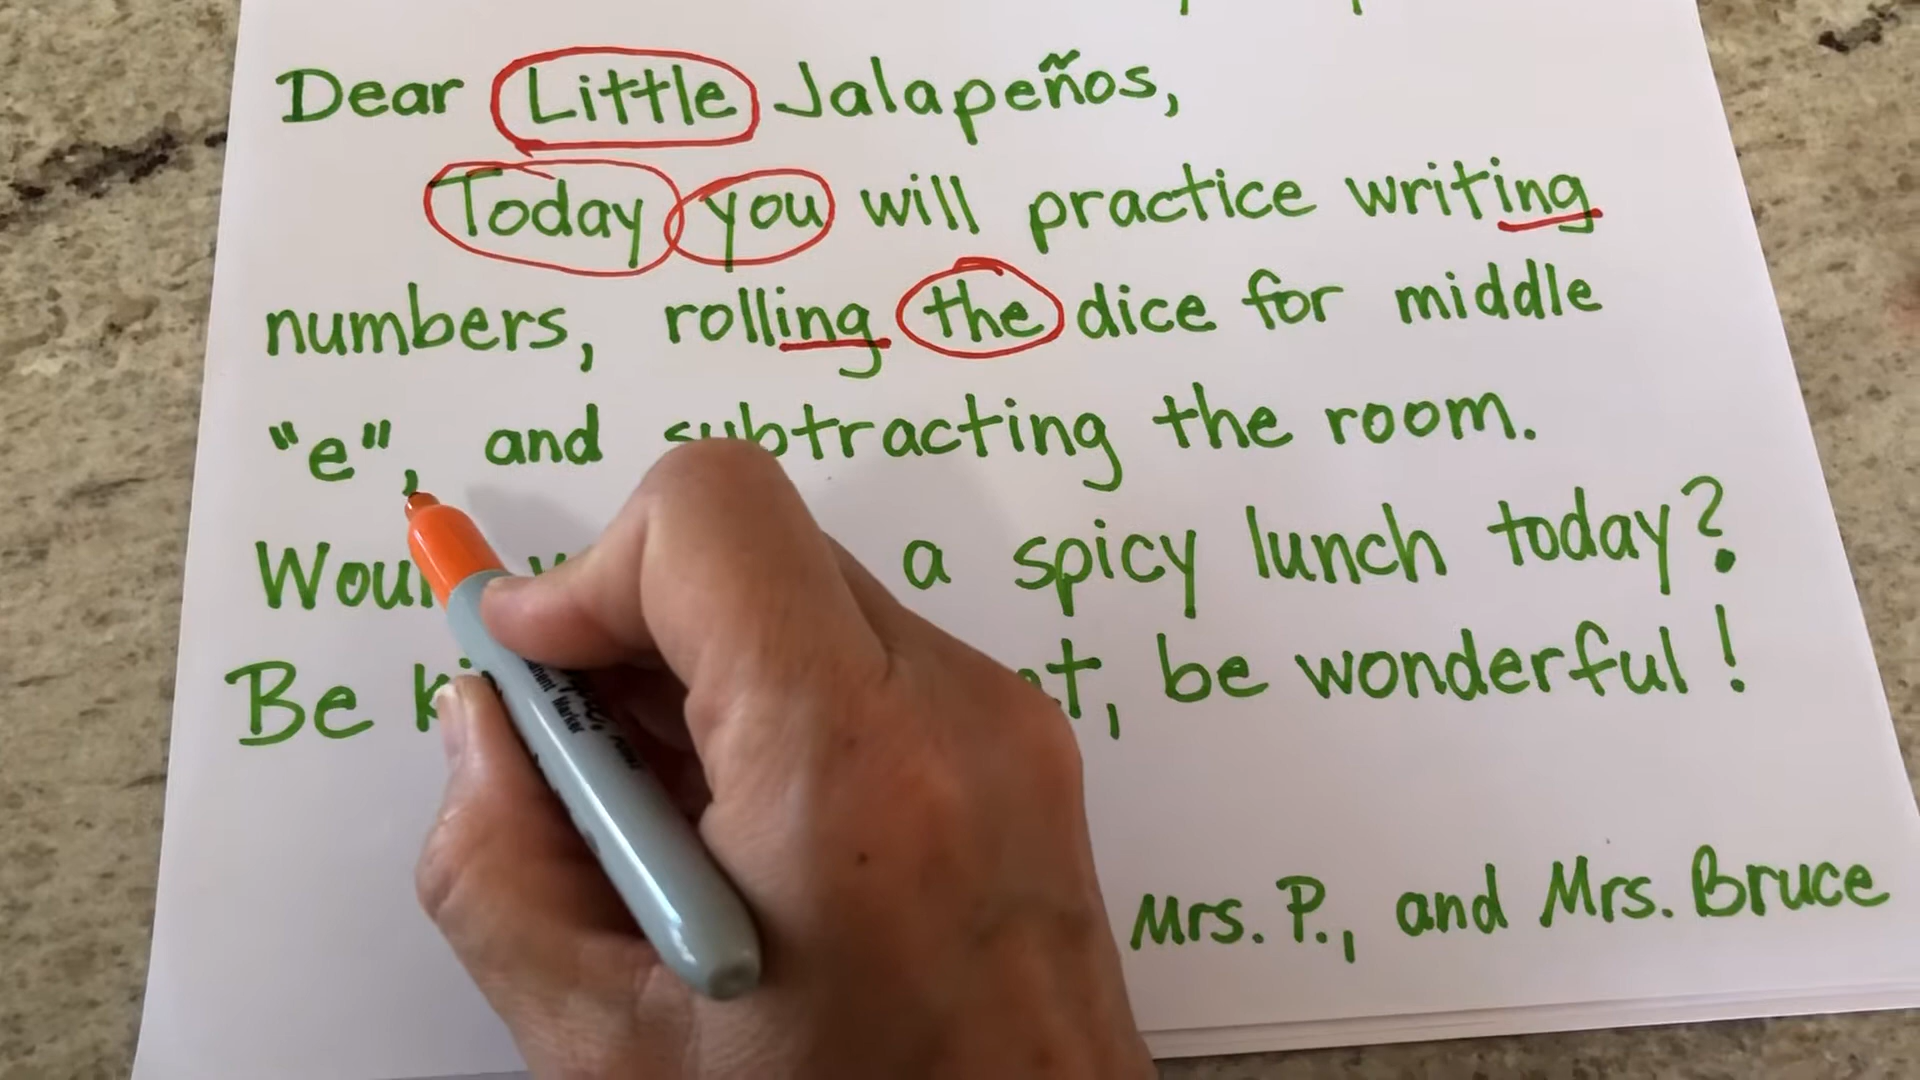 Dear Little Jalapeños,
Today you will practice writing
numbers, rolling the dice for middle
"e", and subtracting the room.
a spicy lunch today?
Be be wonderful!
Mrs. P., and Mrs. Bruce